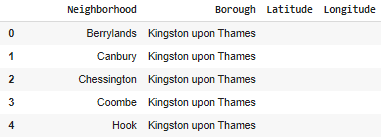 Neighborhood Borough Latitude Longitude
0 Berrylands Kingston upon Thames
1 Canbury Kingston upon Thames
2 Chessington Kingston upon Thames
3 Coombe Kingston upon Thames
4 Hook Kingston upon Thames